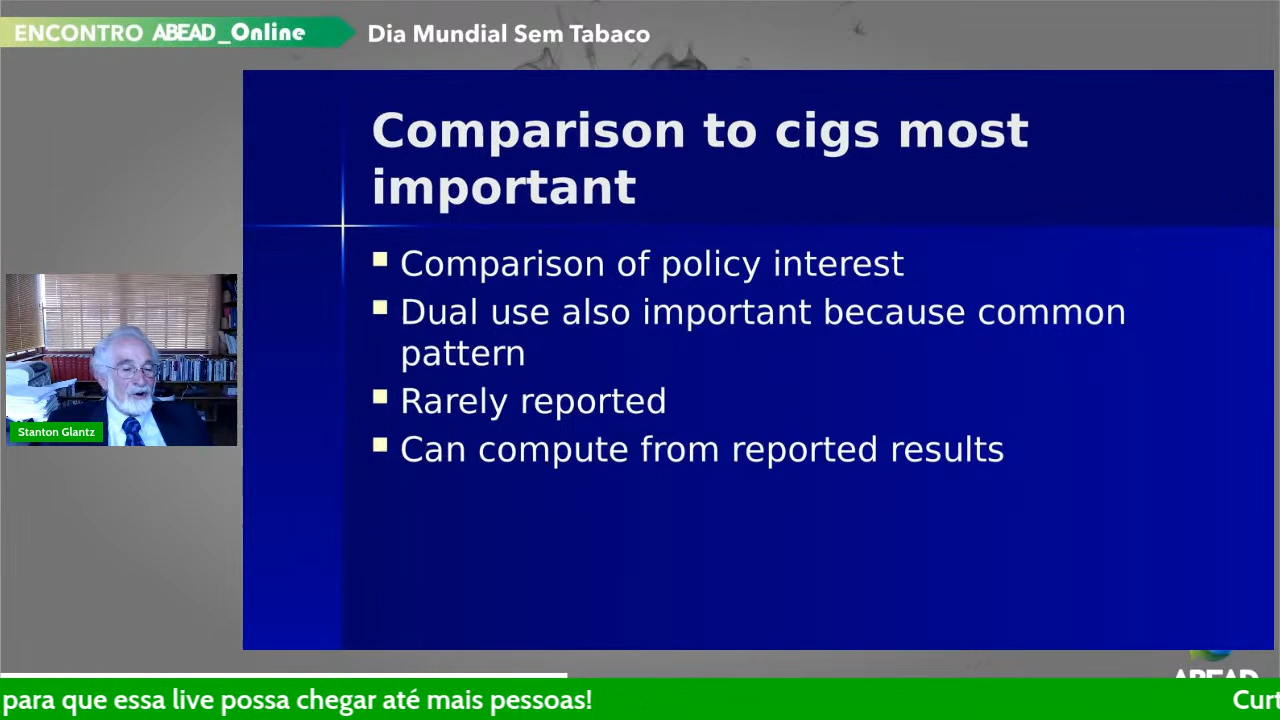 ENCONTRO ABEAD_Online
Dia Mundial Sem Tabaco
Comparison to cigs most
important
Comparison of policy interest
Dual use also important because common
pattern
Rarely reported
Can compute from reported results
Stanton Glantz
ABEAD
para que essa live possa chegar até mais pessoas!
Curt